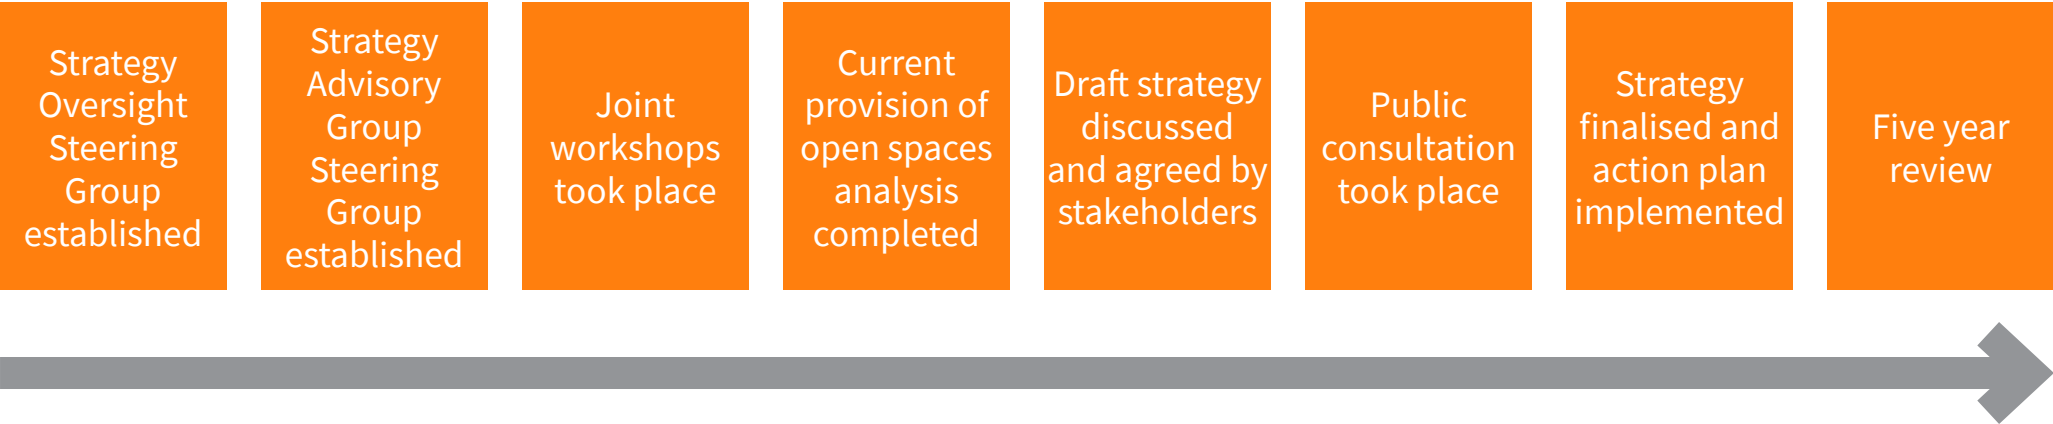 Strategy
Oversight
Steering
Group
established
Strategy
Advisory
Group
Steering
Group
established
Joint
workshops
took place
Current
provision of
open spaces
analysis
completed
Draft strategy
discussed
and agreed by
stakeholders
Public
consultation
took place
Strategy
finalised and
action plan
implemented
Five year
review